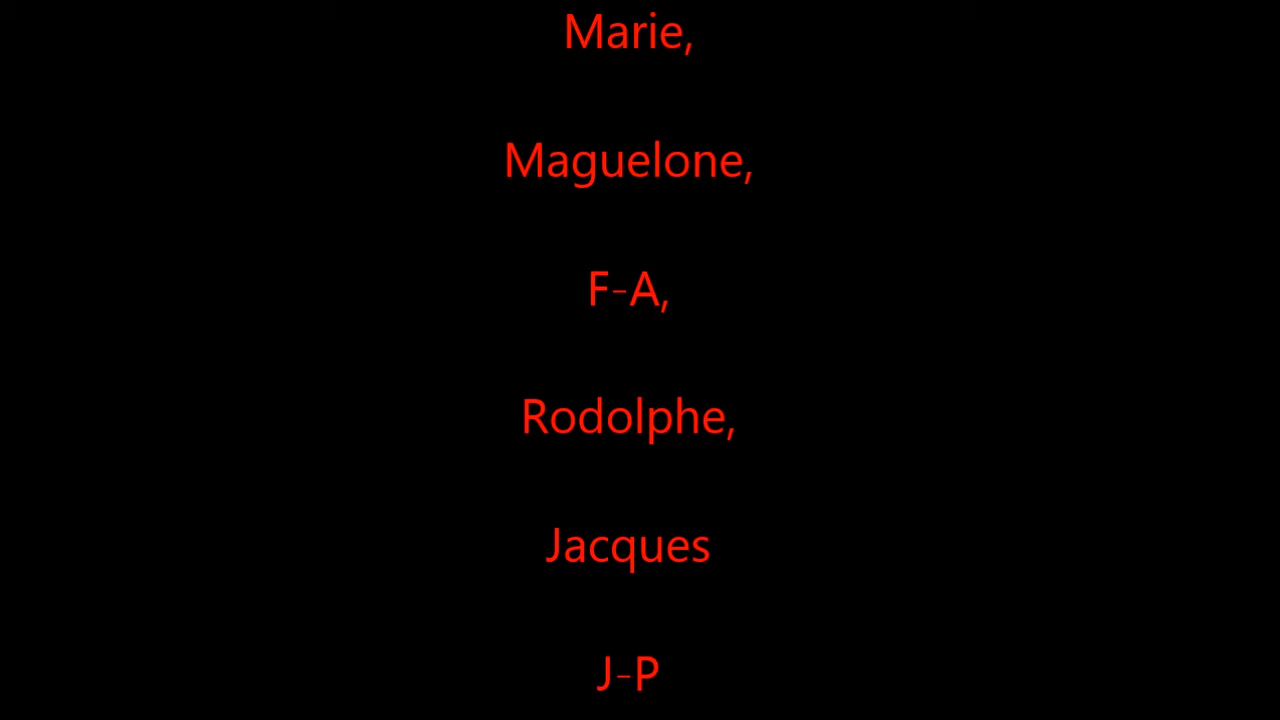 Marie,
Maguelone,
F-A,
Rodolphe,
Jacques
J-P